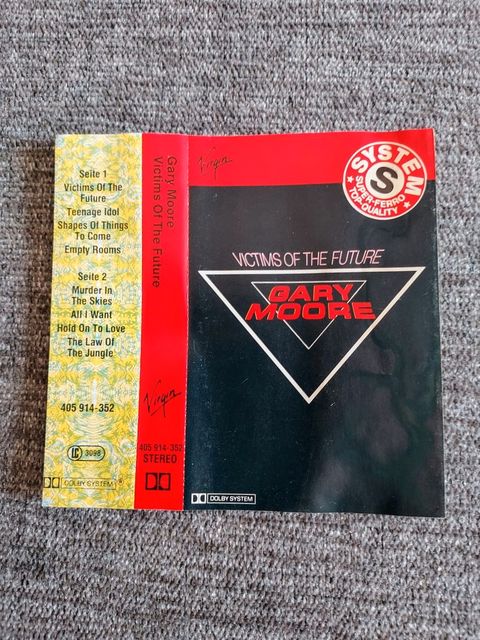 Seite 1
Victims Of The
Future
Teenage Idol
Shapes Of Things
To Come
Empty Rooms
Seite 2
Murder In
The Skies
All I Want
Hold On To Love
The Law Of
The Jungle
405 914-352
LC 3098
DOLBY SYSTEM ®
Gary Moore
Victims Of The Future
Virgin
405 914-352
STEREO
Virgin
SYSTEM
S
SUPER-FERRO
★ TOP-QUALITY ★
VICTIMS OF THE FUTURE
GARY
MOORE
DOLBY SYSTEM